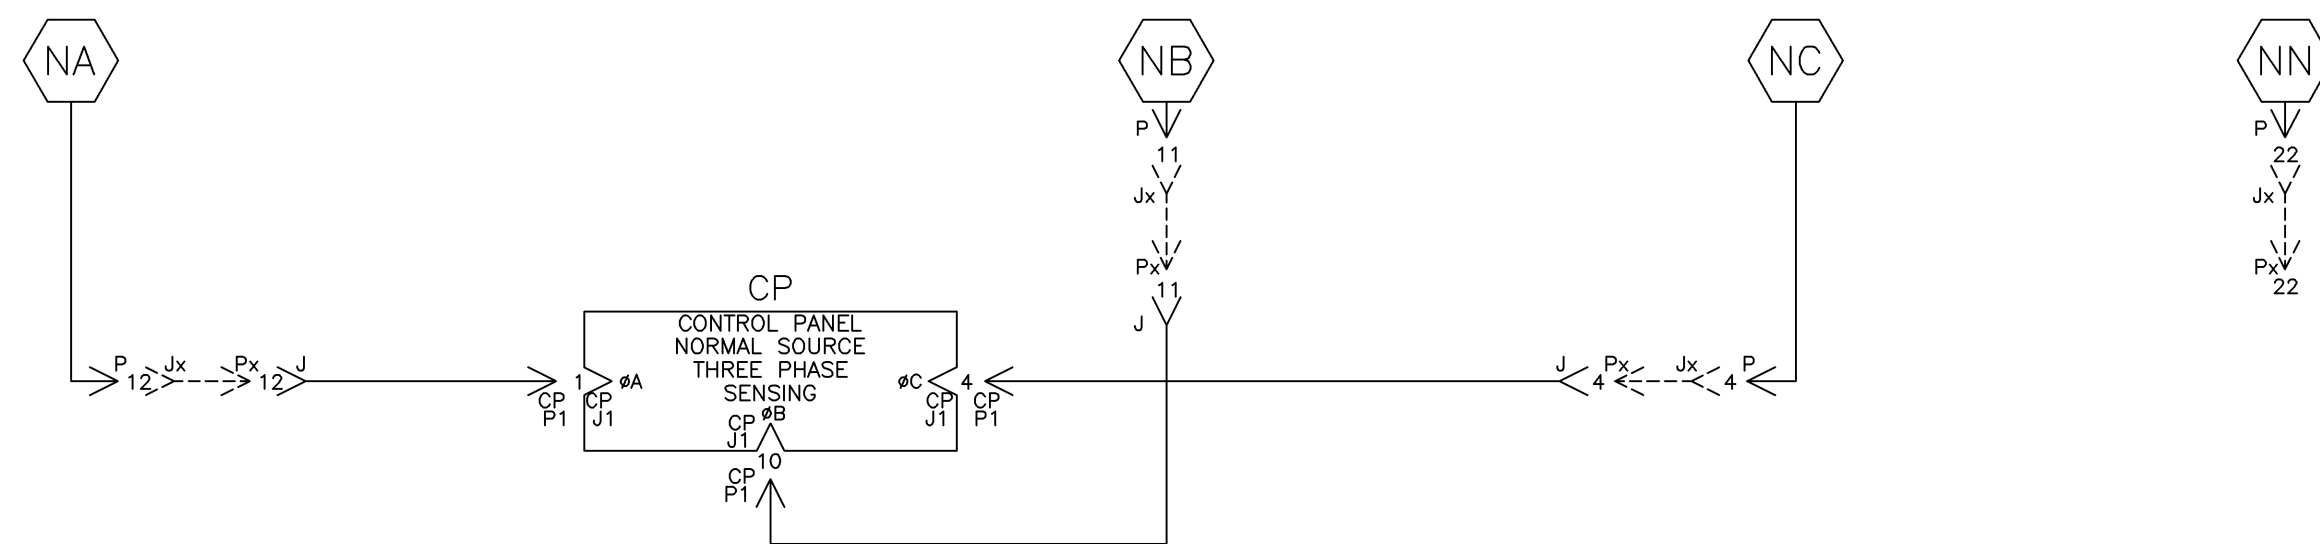 NA
NB
NC
NN
P
11
Jx
Px
11
J
P
22
Jx
Px
22
CP
CONTROL PANEL
NORMAL SOURCE
THREE PHASE
SENSING
P 12 Jx Px 12 J
1 øA
CP CP
P1 J1
øC 4
CP CP
J1 P1
J 4 Px Jx 4 P
øB
CP
J1
10
CP
P1